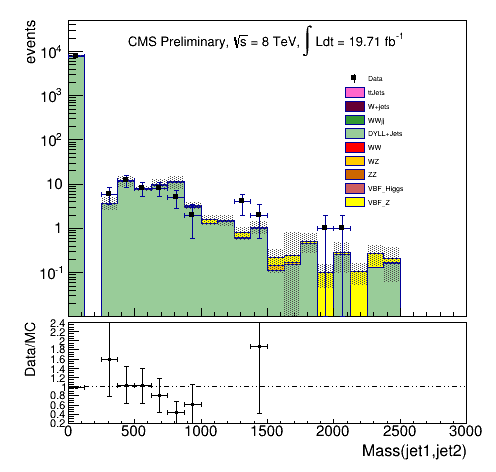 events
CMS Preliminary, √s = 8 TeV, ∫ Ldt = 19.71 fb⁻¹
10⁴
10³
10²
10
1
10⁻¹
Data
ttJets
W+jets
WWjj
DYLL+Jets
WW
WZ
ZZ
VBF_Higgs
VBF_Z
Data/MC
2.4
2.2
2
1.8
1.6
1.4
1.2
1
0.8
0.6
0.4
0.2
0 500 1000 1500 2000 2500 3000
Mass(jet1,jet2)